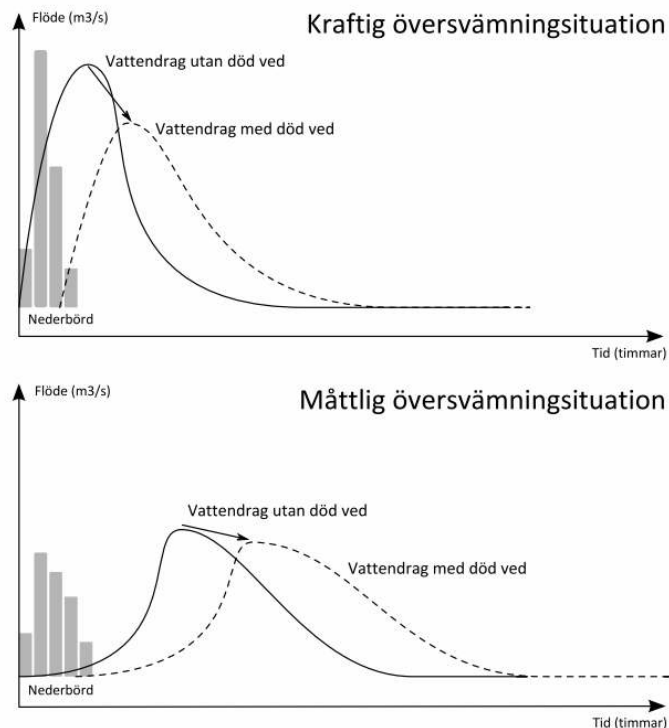 Flöde (m3/s)
Kraftig översvämningsituation
Vattendrag utan död ved
Vattendrag med död ved
Nederbörd
Tid (timmar)
Flöde (m3/s)
Måttlig översvämningsituation
Vattendrag utan död ved
Vattendrag med död ved
Nederbörd
Tid (timmar)